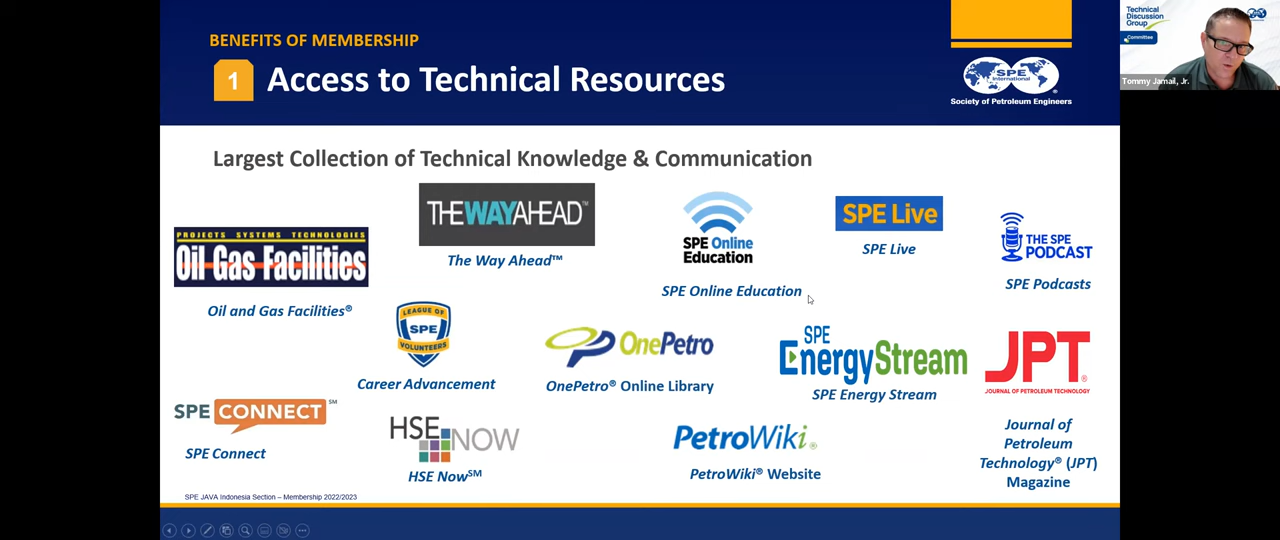 BENEFITS OF MEMBERSHIP
1 Access to Technical Resources
SPE
International
Society of Petroleum Engineers
Technical
Discussion
Group
Committee
Tommy Jamail, Jr.
Largest Collection of Technical Knowledge & Communication
PROJECTS SYSTEMS TECHNOLOGIES
Oil Gas Facilities
Oil and Gas Facilities®
THE WAY AHEAD™
The Way Ahead™
SPE Online
Education
SPE Online Education
SPE Live
SPE Live
THE SPE
PODCAST
SPE Podcasts
LEAGUE OF
SPE
VOLUNTEERS
Career Advancement
OnePetro
OnePetro® Online Library
SPE
EnergyStream
SPE Energy Stream
JPT®
JOURNAL OF PETROLEUM TECHNOLOGY
Journal of
Petroleum
Technology® (JPT)
Magazine
SPE CONNECT℠
SPE Connect
HSE NOW
HSE Now℠
PetroWiki®
PetroWiki® Website
SPE JAVA Indonesia Section – Membership 2022/2023